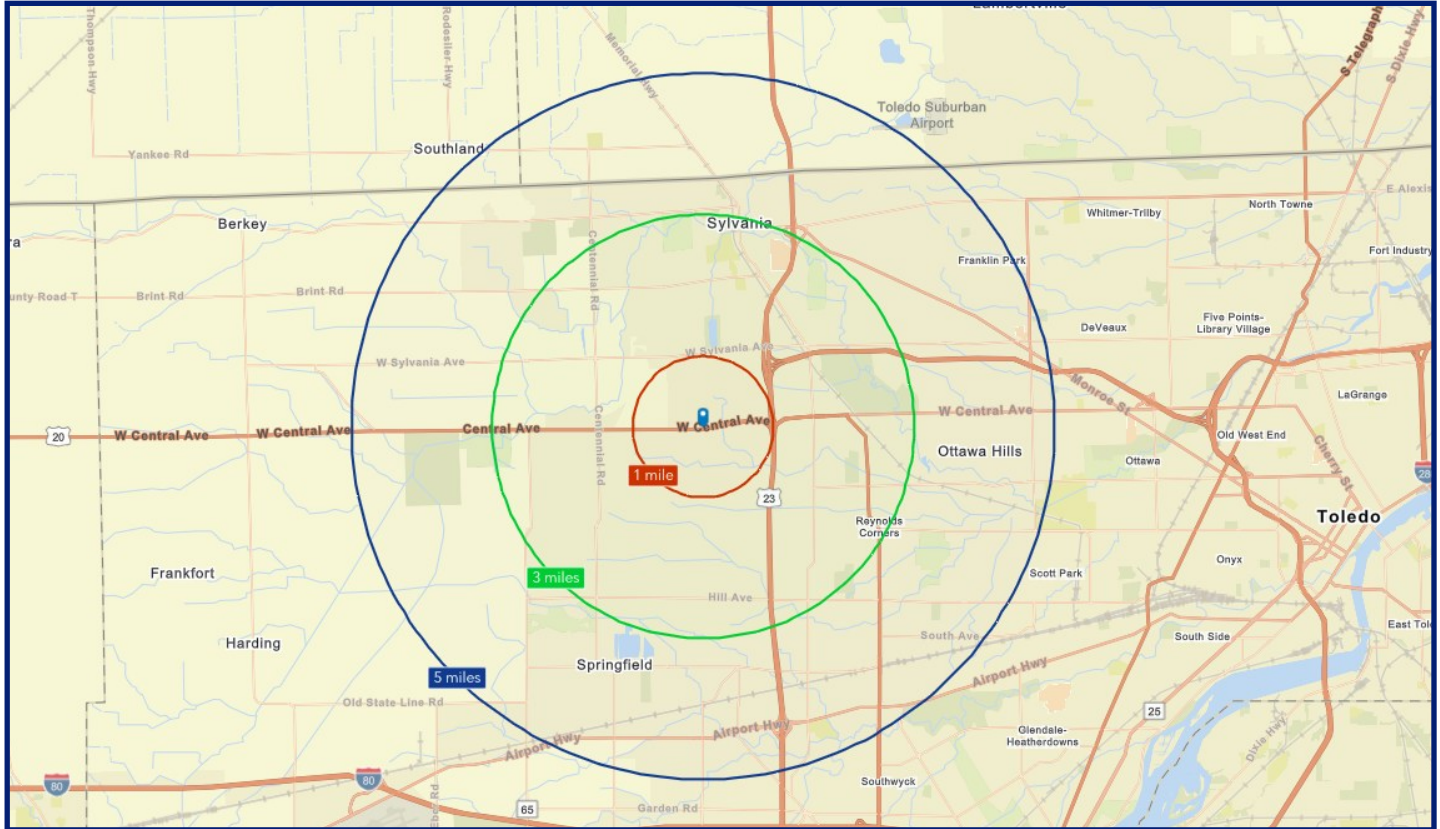 Lambertville
Thompson Hwy
Rodesiler Hwy
Memorial Hwy
S Telegraph
S Dixie Hwy
Toledo Suburban
Airport
Southland
Yankee Rd
E Alexis
Berkey
Sylvania
Whitmer-Trilby
North Towne
ra
Centennial Rd
Franklin Park
Fort Industry
unty Road T
Brint Rd
Brint Rd
Five Points-
Library Village
DeVeaux
W Sylvania Ave
W Sylvania Ave
Monroe St
LaGrange
20
W Central Ave
W Central Ave
Central Ave
W Central Ave
W Central Ave
Centennial Rd
Old West End
Cherry St
Ottawa Hills
Ottawa
1 mile
28
23
Toledo
Reynolds
Corners
Onyx
Frankfort
3 miles
Scott Park
Hill Ave
East Tol
Harding
South Ave
South Side
Springfield
5 miles
Airport Hwy
Old State Line Rd
25
Airport Hwy
Airport Hwy
Glendale-
Heatherdowns
Dixie Hwy
80
80
Southwyck
Eber Rd
65
Garden Rd